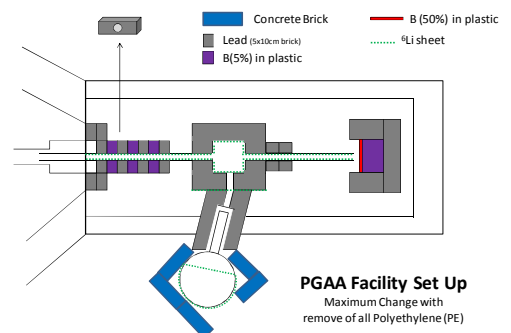 Concrete Brick
B (50%) in plastic
Lead (5x10cm brick)
⁶Li sheet
B(5%) in plastic
PGAA Facility Set Up
Maximum Change with
remove of all Polyethylene (PE)